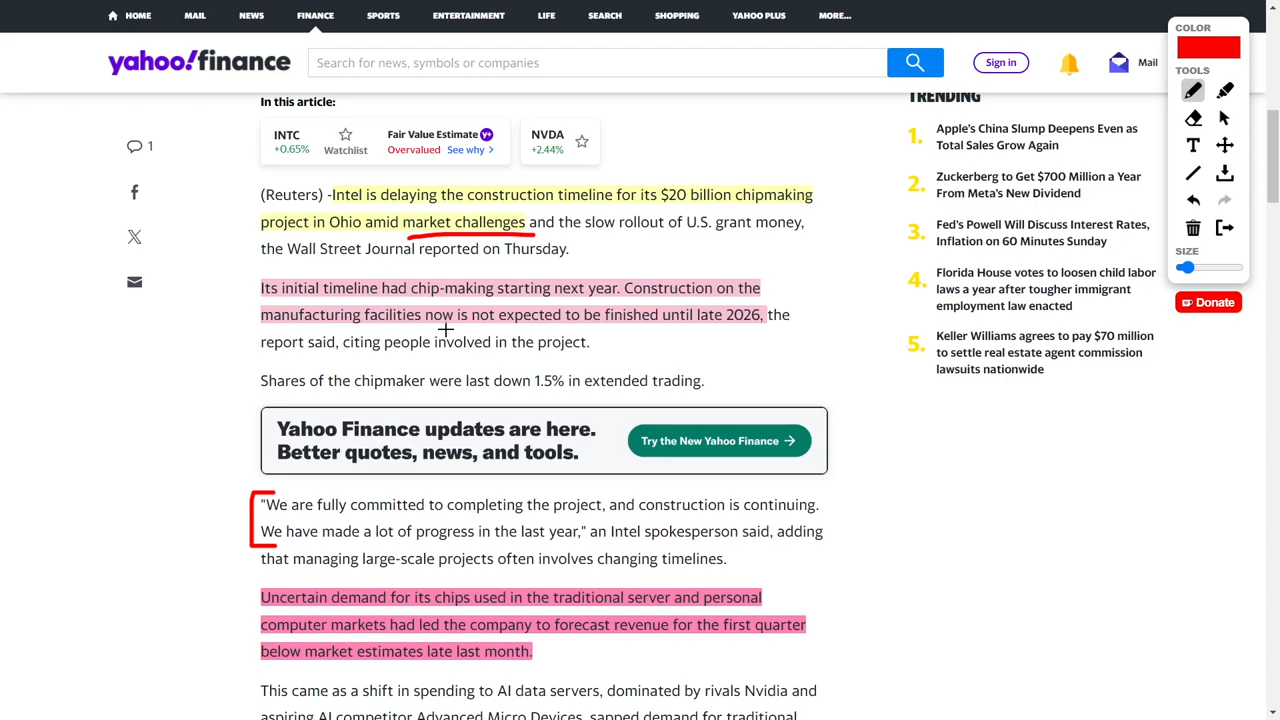 HOME
MAIL
NEWS
FINANCE
SPORTS
ENTERTAINMENT
LIFE
SEARCH
SHOPPING
YAHOO PLUS
MORE...
yahoo!finance
Search for news, symbols or companies
Sign in
Mail
In this article:
INTC
+0.65%
Watchlist
Fair Value Estimate Y+
Overvalued See why
NVDA
+2.44%
1
(Reuters) -Intel is delaying the construction timeline for its $20 billion chipmaking
project in Ohio amid market challenges and the slow rollout of U.S. grant money,
the Wall Street Journal reported on Thursday.
Its initial timeline had chip-making starting next year. Construction on the
manufacturing facilities now is not expected to be finished until late 2026, the
report said, citing people involved in the project.
Shares of the chipmaker were last down 1.5% in extended trading.
Yahoo Finance updates are here.
Better quotes, news, and tools.
Try the New Yahoo Finance
"We are fully committed to completing the project, and construction is continuing.
We have made a lot of progress in the last year," an Intel spokesperson said, adding
that managing large-scale projects often involves changing timelines.
Uncertain demand for its chips used in the traditional server and personal
computer markets had led the company to forecast revenue for the first quarter
below market estimates late last month.
This came as a shift in spending to AI data servers, dominated by rivals Nvidia and
aspiring AI competitor Advanced Micro Devices, sapped demand for traditional
TRENDING
1. Apple's China Slump Deepens Even as
Total Sales Grow Again
2. Zuckerberg to Get $700 Million a Year
From Meta's New Dividend
3. Fed's Powell Will Discuss Interest Rates,
Inflation on 60 Minutes Sunday
4. Florida House votes to loosen child labor
laws a year after tougher immigrant
employment law enacted
5. Keller Williams agrees to pay $70 million
to settle real estate agent commission
lawsuits nationwide
COLOR
TOOLS
T
SIZE
Donate